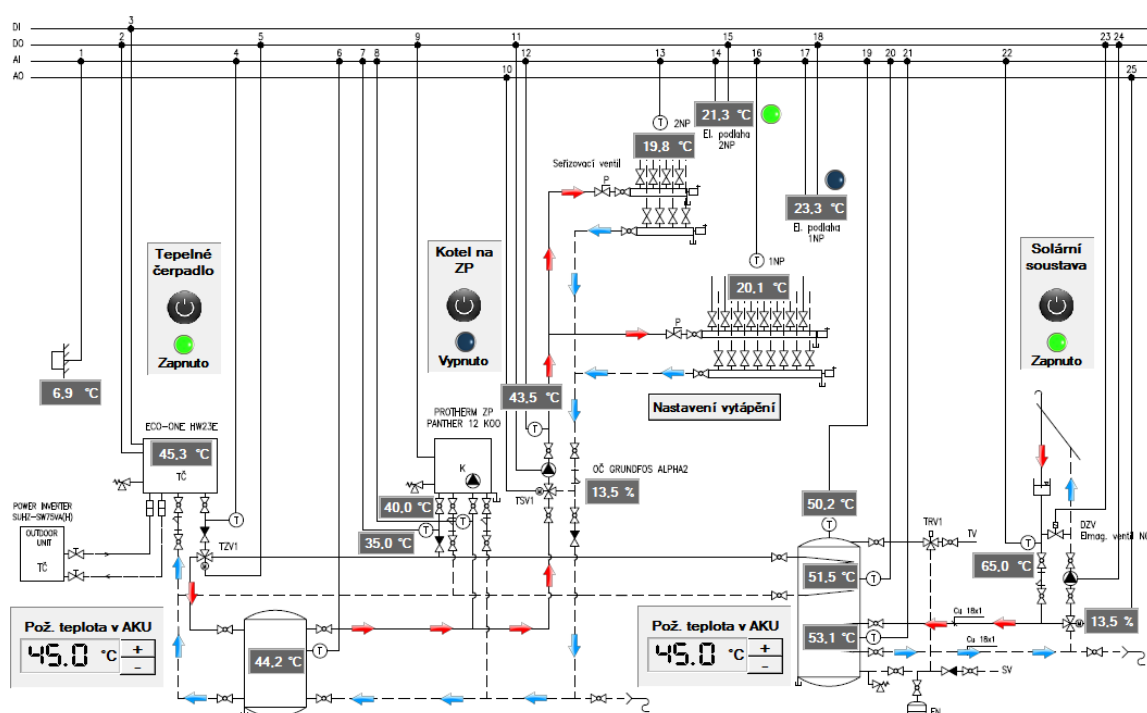 DI
DO
AI
AO
1
2
3
4
5
6
7
8
9
10
11
12
13
14
15
16
17
18
19
20
21
22
23
24
25
T 2NP
19,8 °C
21,3 °C
El. podlaha
2NP
Seřizovací ventil
P
23,3 °C
El. podlaha
1NP
T 1NP
20,1 °C
P
Tepelné
čerpadlo
Zapnuto
Kotel na
ZP
Vypnuto
Solární
soustava
Zapnuto
6,9 °C
43,5 °C
Nastavení vytápění
ECO-ONE HW23E
45,3 °C
TČ
PROTHERM ZP
PANTHER 12 KOO
K
T
OČ GRUNDFOS ALPHA2
13,5 %
TSV1
40,0 °C
T
35,0 °C
T
T
POWER INVERTER
SUHZ-SW75VA(H)
OUTDOOR
UNIT
TČ
TZV1
50,2 °C
T
TRV1
TV
DZV
Elmag. ventil NC
T
65,0 °C
51,5 °C
T
Cu 18x1
13,5 %
53,1 °C
T
Cu 18x1
SV
EN
Pož. teplota v AKU
45.0 °C
+
-
44,2 °C
T
Pož. teplota v AKU
45.0 °C
+
-